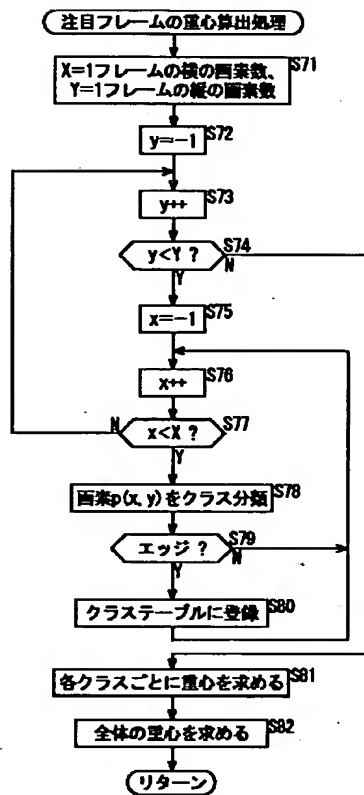 注目フレームの重心算出処理
S71
X=1フレームの横の画素数、
Y=1フレームの縦の画素数
S72
y=-1
S73
y++
S74
y<Y ?
N
Y
S75
x=-1
S76
x++
S77
N
x<X ?
Y
S78
画素p(x, y)をクラス分類
S79
エッジ ?
N
Y
S80
クラステーブルに登録
S81
各クラスごとに重心を求める
S82
全体の重心を求める
リターン